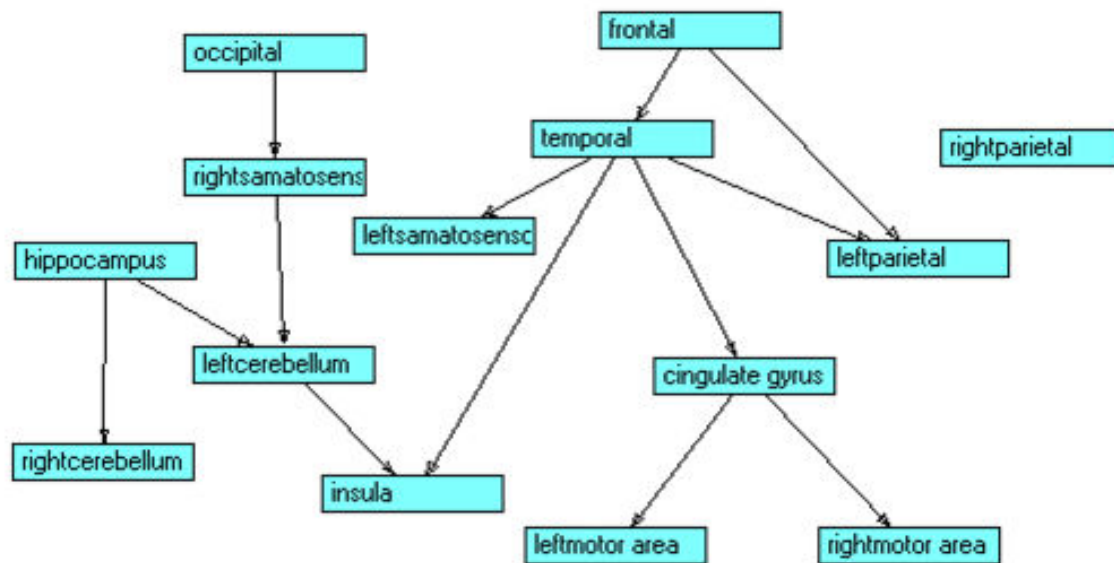 frontal
occipital
temporal
rightparietal
rightsamatosens
leftsamatosensc
hippocampus
leftparietal
leftcerebellum
cingulate gyrus
rightcerebellum
insula
leftmotor area
rightmotor area